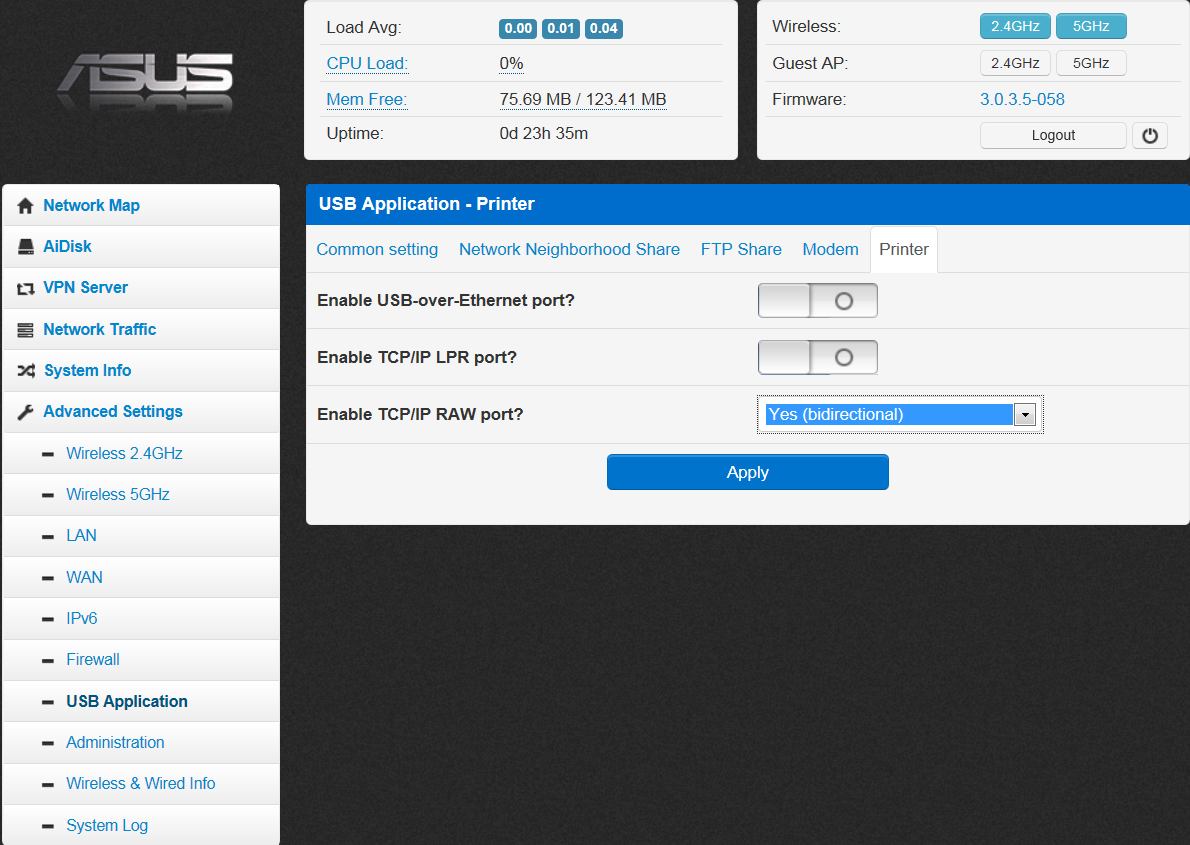 ASUS
Load Avg: 0.00 0.01 0.04
CPU Load: 0%
Mem Free: 75.69 MB / 123.41 MB
Uptime: 0d 23h 35m
Wireless: 2.4GHz 5GHz
Guest AP: 2.4GHz 5GHz
Firmware: 3.0.3.5-058
Logout
Network Map
AiDisk
VPN Server
Network Traffic
System Info
Advanced Settings
Wireless 2.4GHz
Wireless 5GHz
LAN
WAN
IPv6
Firewall
USB Application
Administration
Wireless & Wired Info
System Log
USB Application - Printer
Common setting Network Neighborhood Share FTP Share Modem Printer
Enable USB-over-Ethernet port?
Enable TCP/IP LPR port?
Enable TCP/IP RAW port? Yes (bidirectional)
Apply